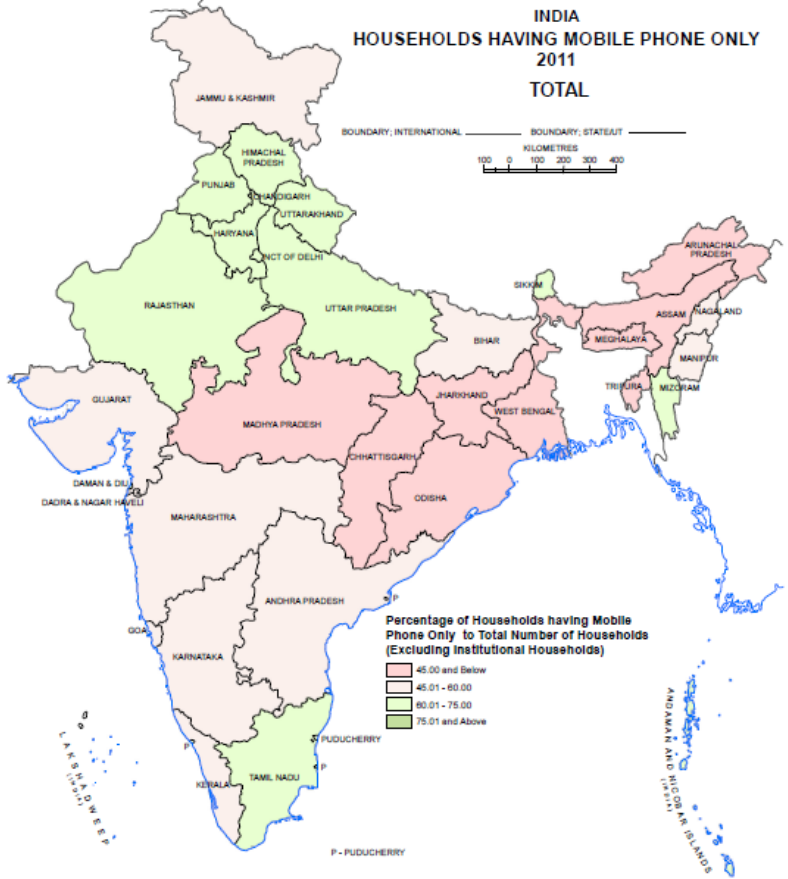 INDIA
HOUSEHOLDS HAVING MOBILE PHONE ONLY
2011
TOTAL
BOUNDARY; INTERNATIONAL
BOUNDARY; STATE/UT
KILOMETRES
100 0 100 200 300 400
JAMMU & KASHMIR
HIMACHAL
PRADESH
PUNJAB
CHANDIGARH
UTTARAKHAND
HARYANA
NCT OF DELHI
RAJASTHAN
UTTAR PRADESH
SIKKIM
ARUNACHAL
PRADESH
ASSAM
NAGALAND
MEGHALAYA
MANIPUR
TRIPURA
MIZORAM
BIHAR
GUJARAT
MADHYA PRADESH
JHARKHAND
WEST BENGAL
CHHATTISGARH
ODISHA
DAMAN & DIU
DADRA & NAGAR HAVELI
MAHARASHTRA
ANDHRA PRADESH
P
GOA
KARNATAKA
Percentage of Households having Mobile
Phone Only to Total Number of Households
(Excluding Institutional Households)
45.00 and Below
45.01 - 60.00
60.01 - 75.00
75.01 and Above
PUDUCHERRY
P
P
KERALA
TAMIL NADU
LAKSHADWEEP
(INDIA)
ANDAMAN AND NICOBAR ISLANDS
(INDIA)
P - PUDUCHERRY